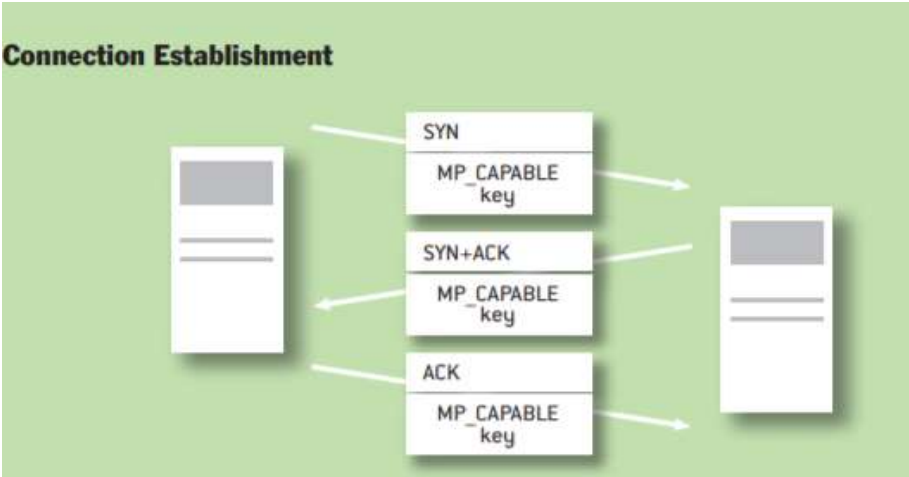 Connection Establishment
SYN
MP_CAPABLE
key
SYN+ACK
MP_CAPABLE
key
ACK
MP_CAPABLE
key